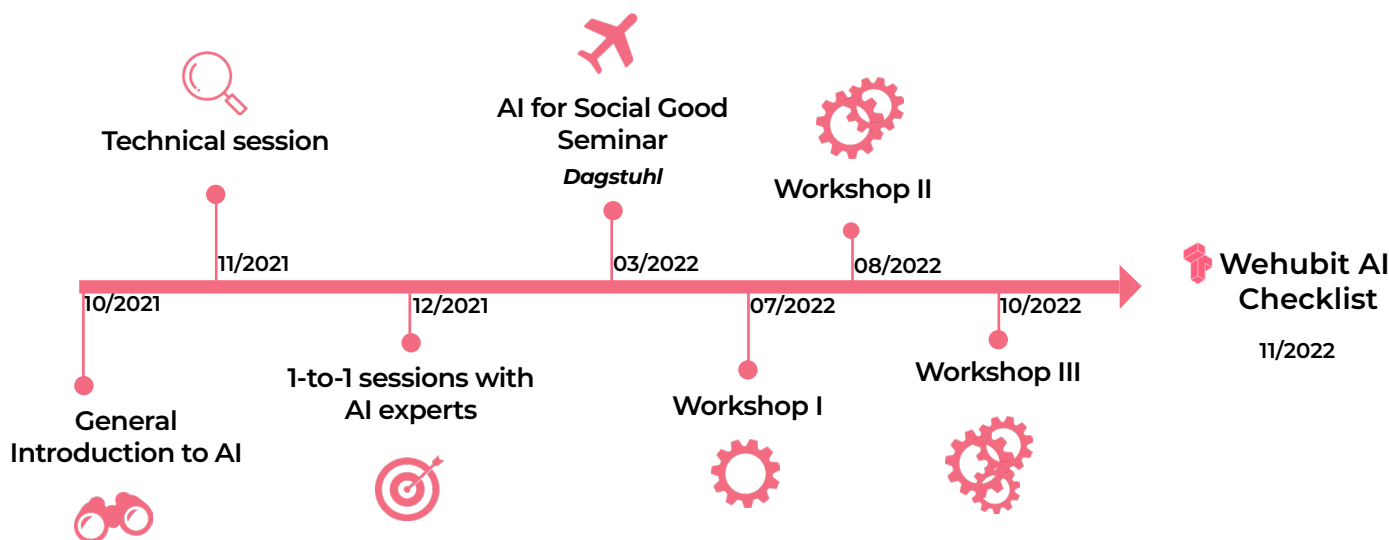 Technical session
11/2021
AI for Social Good
Seminar
Dagstuhl
03/2022
Workshop II
08/2022
Wehubit AI
Checklist
11/2022
10/2021
General
Introduction to AI
12/2021
1-to-1 sessions with
AI experts
07/2022
Workshop I
10/2022
Workshop III